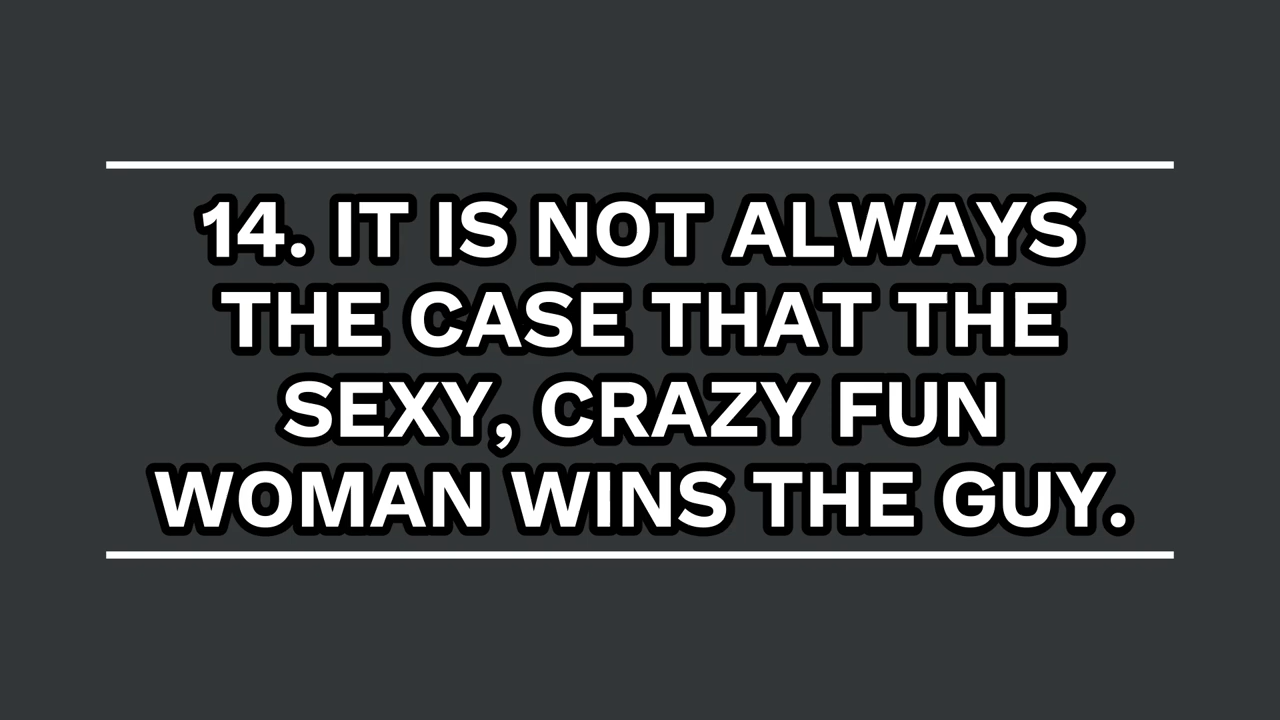 14. IT IS NOT ALWAYS
THE CASE THAT THE
SEXY, CRAZY FUN
WOMAN WINS THE GUY.